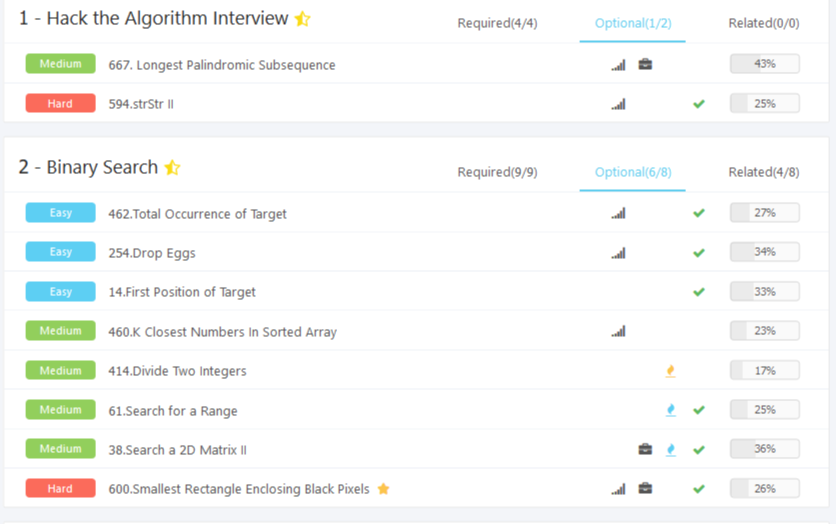 1 - Hack the Algorithm Interview Required(4/4) Optional(1/2) Related(0/0)
Medium 667. Longest Palindromic Subsequence 43%
Hard 594.strStr II 25%
2 - Binary Search Required(9/9) Optional(6/8) Related(4/8)
Easy 462.Total Occurrence of Target 27%
Easy 254.Drop Eggs 34%
Easy 14.First Position of Target 33%
Medium 460.K Closest Numbers In Sorted Array 23%
Medium 414.Divide Two Integers 17%
Medium 61.Search for a Range 25%
Medium 38.Search a 2D Matrix II 36%
Hard 600.Smallest Rectangle Enclosing Black Pixels 26%